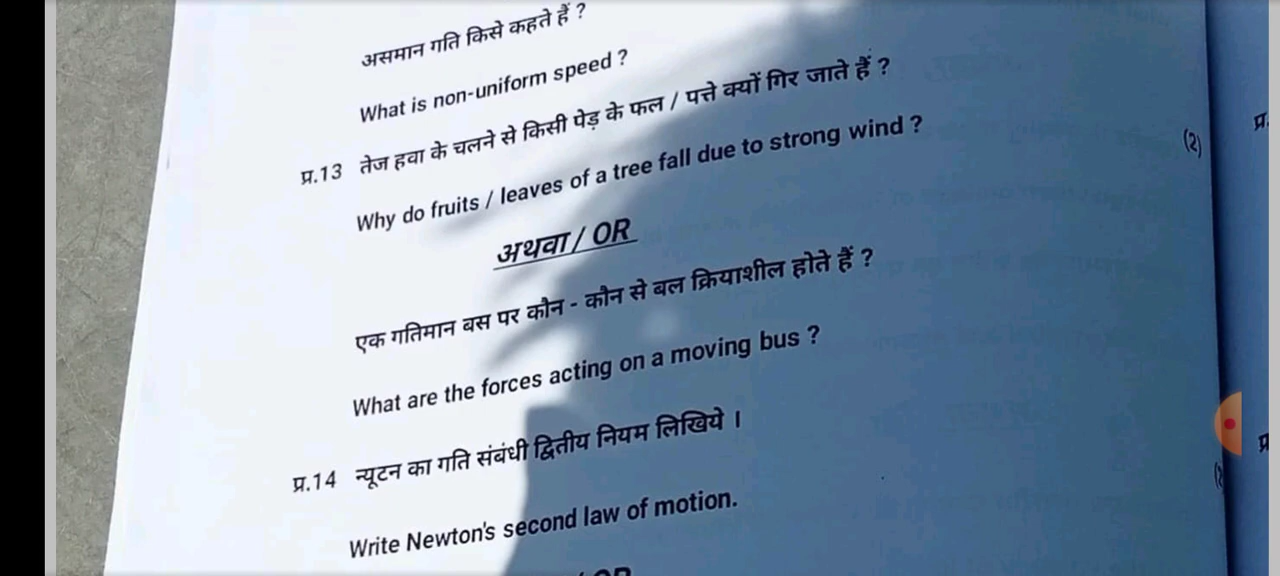 असमान गति किसे कहते हैं ?
What is non-uniform speed ?
प्र.13 तेज हवा के चलने से किसी पेड़ के फल / पत्ते क्यों गिर जाते हैं ?
(2)
Why do fruits / leaves of a tree fall due to strong wind ?
अथवा / OR
एक गतिमान बस पर कौन - कौन से बल क्रियाशील होते हैं ?
What are the forces acting on a moving bus ?
प्र.14 न्यूटन का गति संबंधी द्वितीय नियम लिखिये ।
Write Newton's second law of motion.